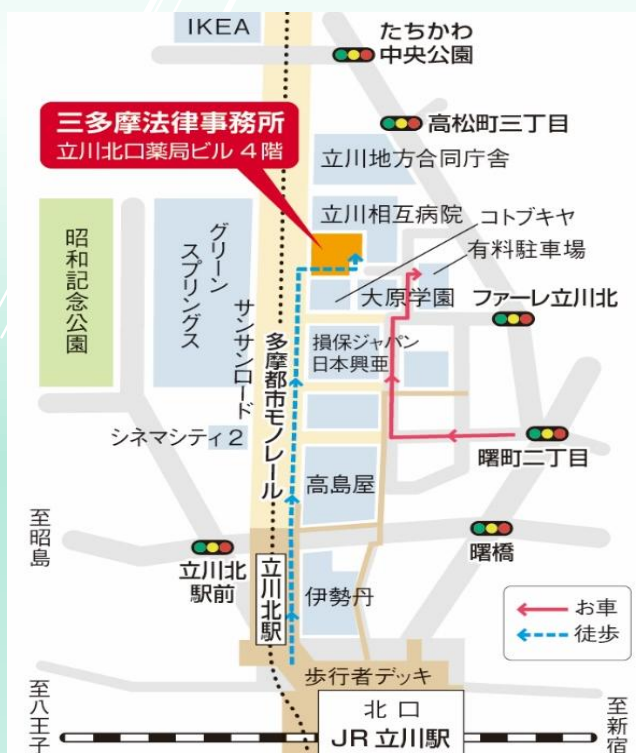 IKEA
たちかわ
中央公園
三多摩法律事務所
立川北口薬局ビル 4階
高松町三丁目
立川地方合同庁舎
立川相互病院
コトブキヤ
有料駐車場
昭和記念公園
グリーン
スプリングス
サンサンロード
多摩都市モノレール
大原学園
ファーレ立川北
損保ジャパン
日本興亜
シネマシティ2
曙町二丁目
高島屋
至昭島
立川北
駅前
立川北駅
曙橋
伊勢丹
お車
徒歩
歩行者デッキ
至八王子
北口
JR立川駅
至新宿